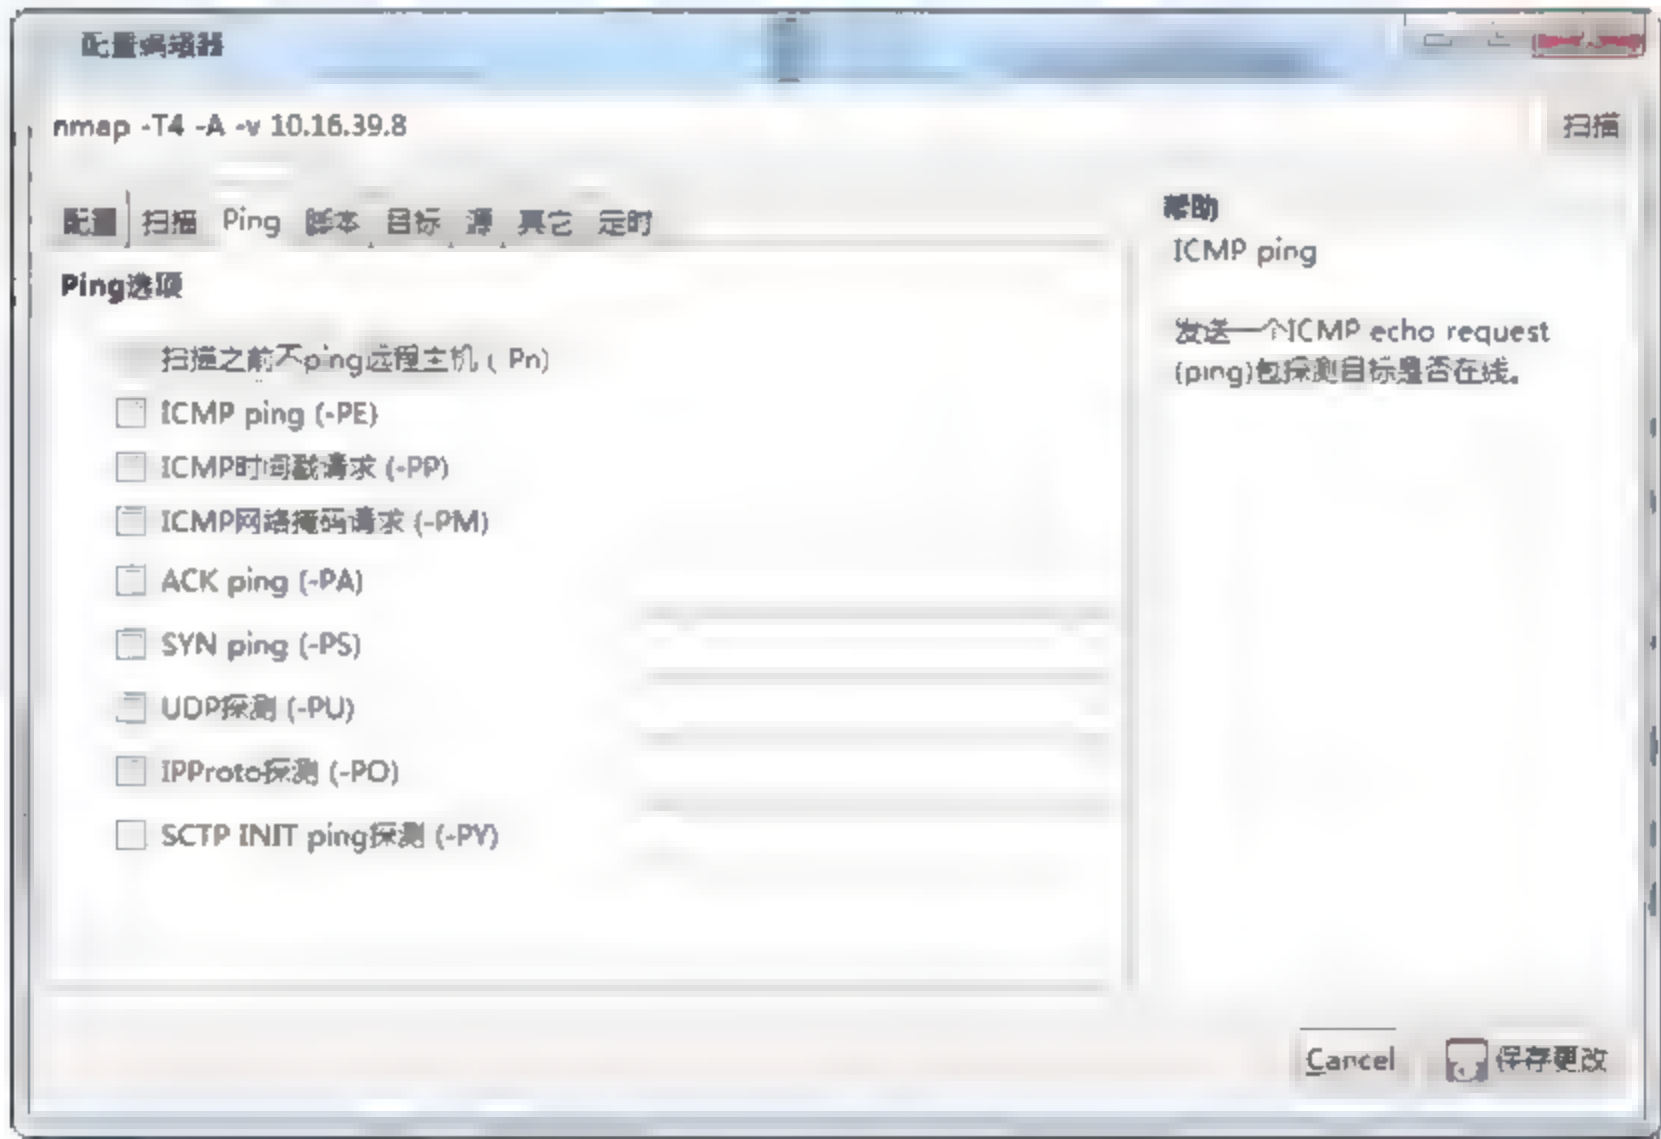 配置编辑器
nmap -T4 -A -v 10.16.39.8
扫描
配置 扫描 Ping 脚本 目标 源 其它 定时
Ping选项
扫描之前不ping远程主机 ( Pn)
ICMP ping (-PE)
ICMP时间戳请求 (-PP)
ICMP网络掩码请求 (-PM)
ACK ping (-PA)
SYN ping (-PS)
UDP探测 (-PU)
IPProto探测 (-PO)
SCTP INIT ping探测 (-PY)
帮助
ICMP ping
发送一个ICMP echo request
(ping)包探测目标是否在线。
Cancel
保存更改